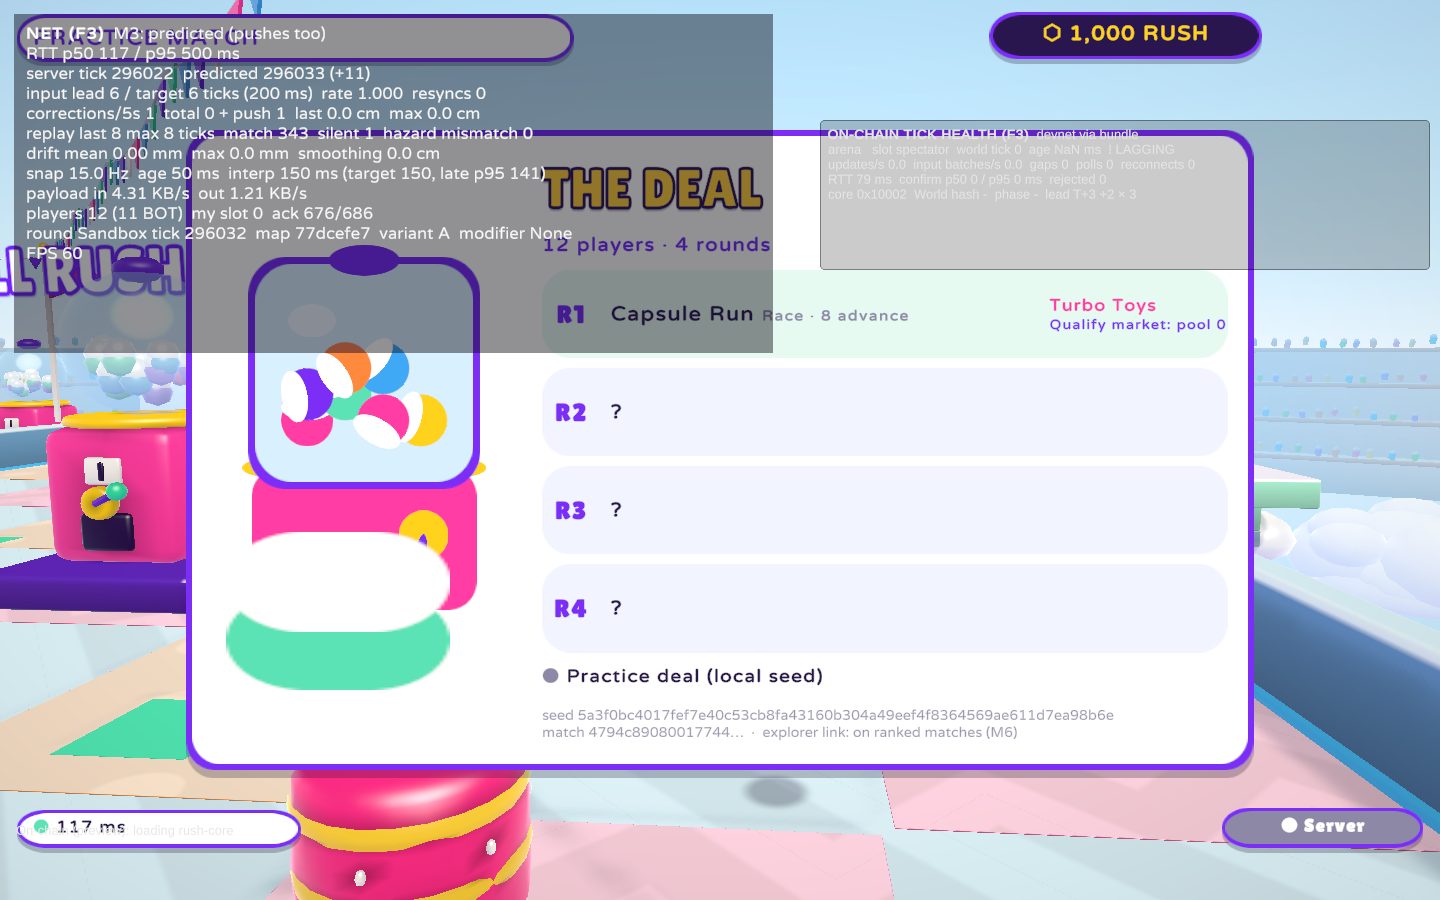 PRACTICE MATCH
NET (F3) M3: predicted (pushes too)
RTT p50 117 / p95 500 ms
server tick 296022 predicted 296033 (+11)
input lead 6 / target 6 ticks (200 ms) rate 1.000 resyncs 0
corrections/5s 1 total 0 + push 1 last 0.0 cm max 0.0 cm
replay last 8 max 8 ticks match 343 silent 1 hazard mismatch 0
drift mean 0.00 mm max 0.0 mm smoothing 0.0 cm
snap 15.0 Hz age 50 ms interp 150 ms (target 150, late p95 141)
payload in 4.31 KB/s out 1.21 KB/s
players 12 (11 BOT) my slot 0 ack 676/686
round Sandbox tick 296032 map 77dcefe7 variant A modifier None
FPS 60
1,000 RUSH
ON-CHAIN TICK HEALTH (F3) devnet via bundle
arena slot spectator world tick 0 age NaN ms ! LAGGING
updates/s 0.0 input batches/s 0.0 gaps 0 polls 0 reconnects 0
RTT 79 ms confirm p50 0 / p95 0 ms rejected 0
core 0x10002 World hash - phase - lead T+3 +2 × 3
RUSH
THE DEAL
12 players · 4 rounds
R1 Capsule Run Race · 8 advance
Turbo Toys
Qualify market: pool 0
R2 ?
R3 ?
R4 ?
Practice deal (local seed)
seed 5a3f0bc4017fef7e40c53cb8fa43160b304a49eef4f8364569ae611d7ea98b6e
match 4794c89080017744… · explorer link: on ranked matches (M6)
117 ms
loading rush-core
Server